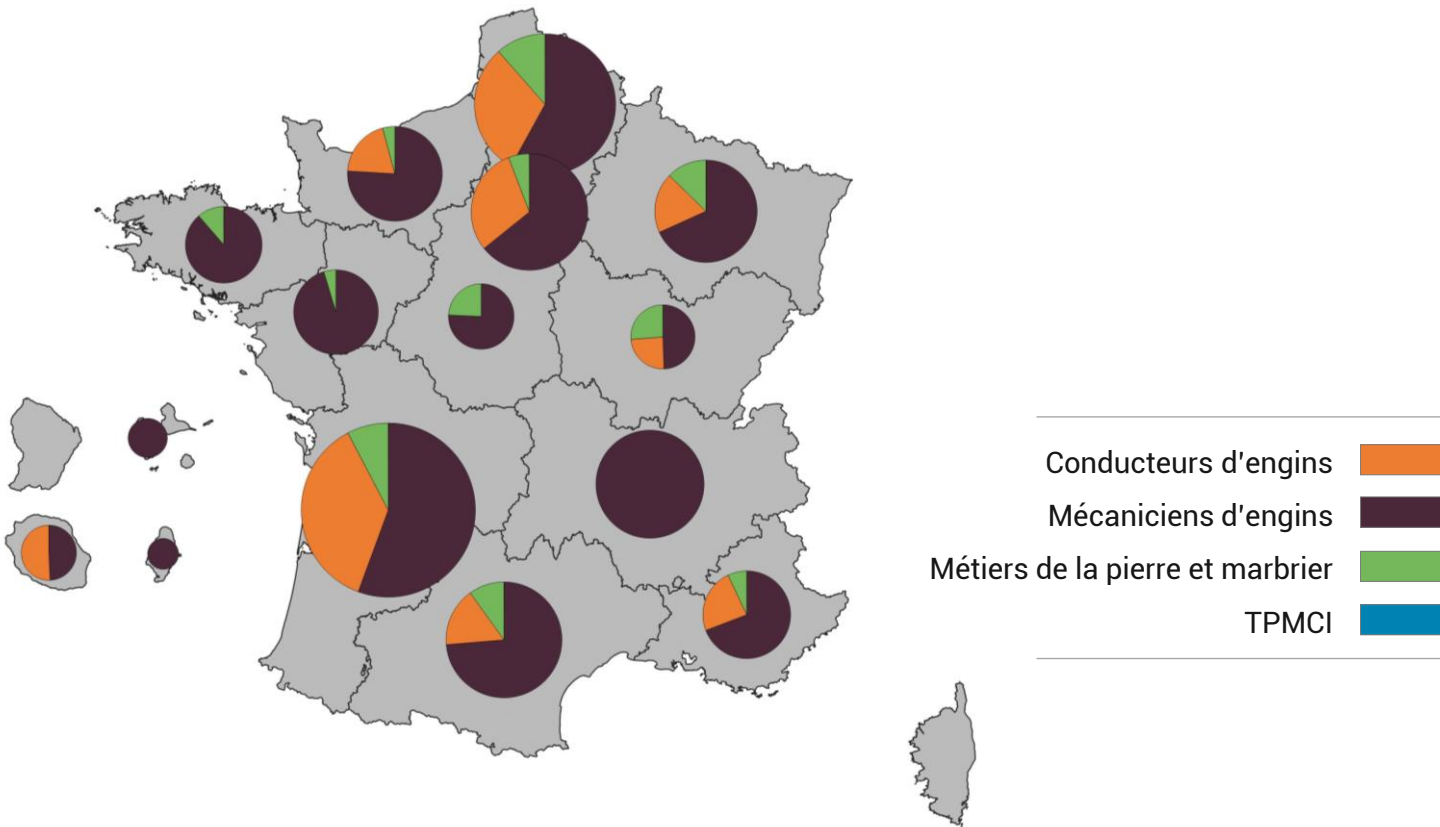 Conducteurs d'engins
Mécaniciens d'engins
Métiers de la pierre et marbrier
TPMCI